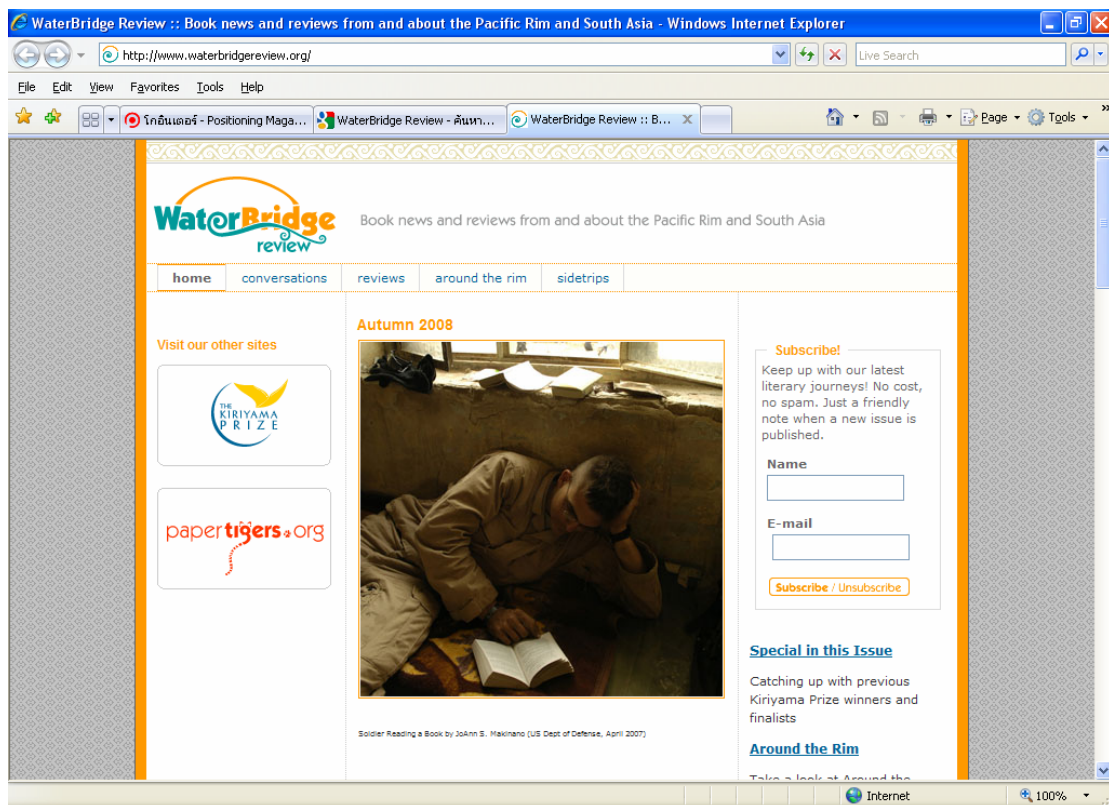 WaterBridge Review :: Book news and reviews from and about the Pacific Rim and South Asia - Windows Internet Explorer
http://www.waterbridgereview.org/
Live Search
File Edit View Favorites Tools Help
โกอินเตอร์ - Positioning Maga...
WaterBridge Review - ค้นหา...
WaterBridge Review :: B...
Page
Tools
WaterBridge
review
Book news and reviews from and about the Pacific Rim and South Asia
home conversations reviews around the rim sidetrips
Visit our other sites
THE
KIRIYAMA
PRIZE
papertigers.org
Autumn 2008
Soldier Reading a Book by JoAnn S. Makinano (US Dept of Defense, April 2007)
Subscribe!
Keep up with our latest
literary journeys! No cost,
no spam. Just a friendly
note when a new issue is
published.
Name
E-mail
Subscribe / Unsubscribe
Special in this Issue
Catching up with previous
Kiriyama Prize winners and
finalists
Around the Rim
Take a look at Around the
Internet
100%